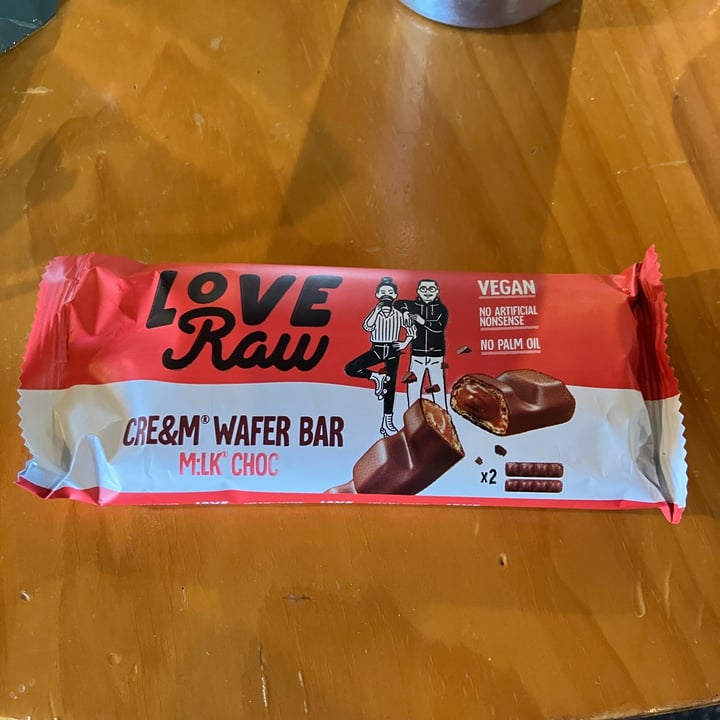 LOVE
Raw
VEGAN
NO ARTIFICIAL
NONSENSE
NO PALM OIL
CRE&M® WAFER BAR
M:LK® CHOC
x2